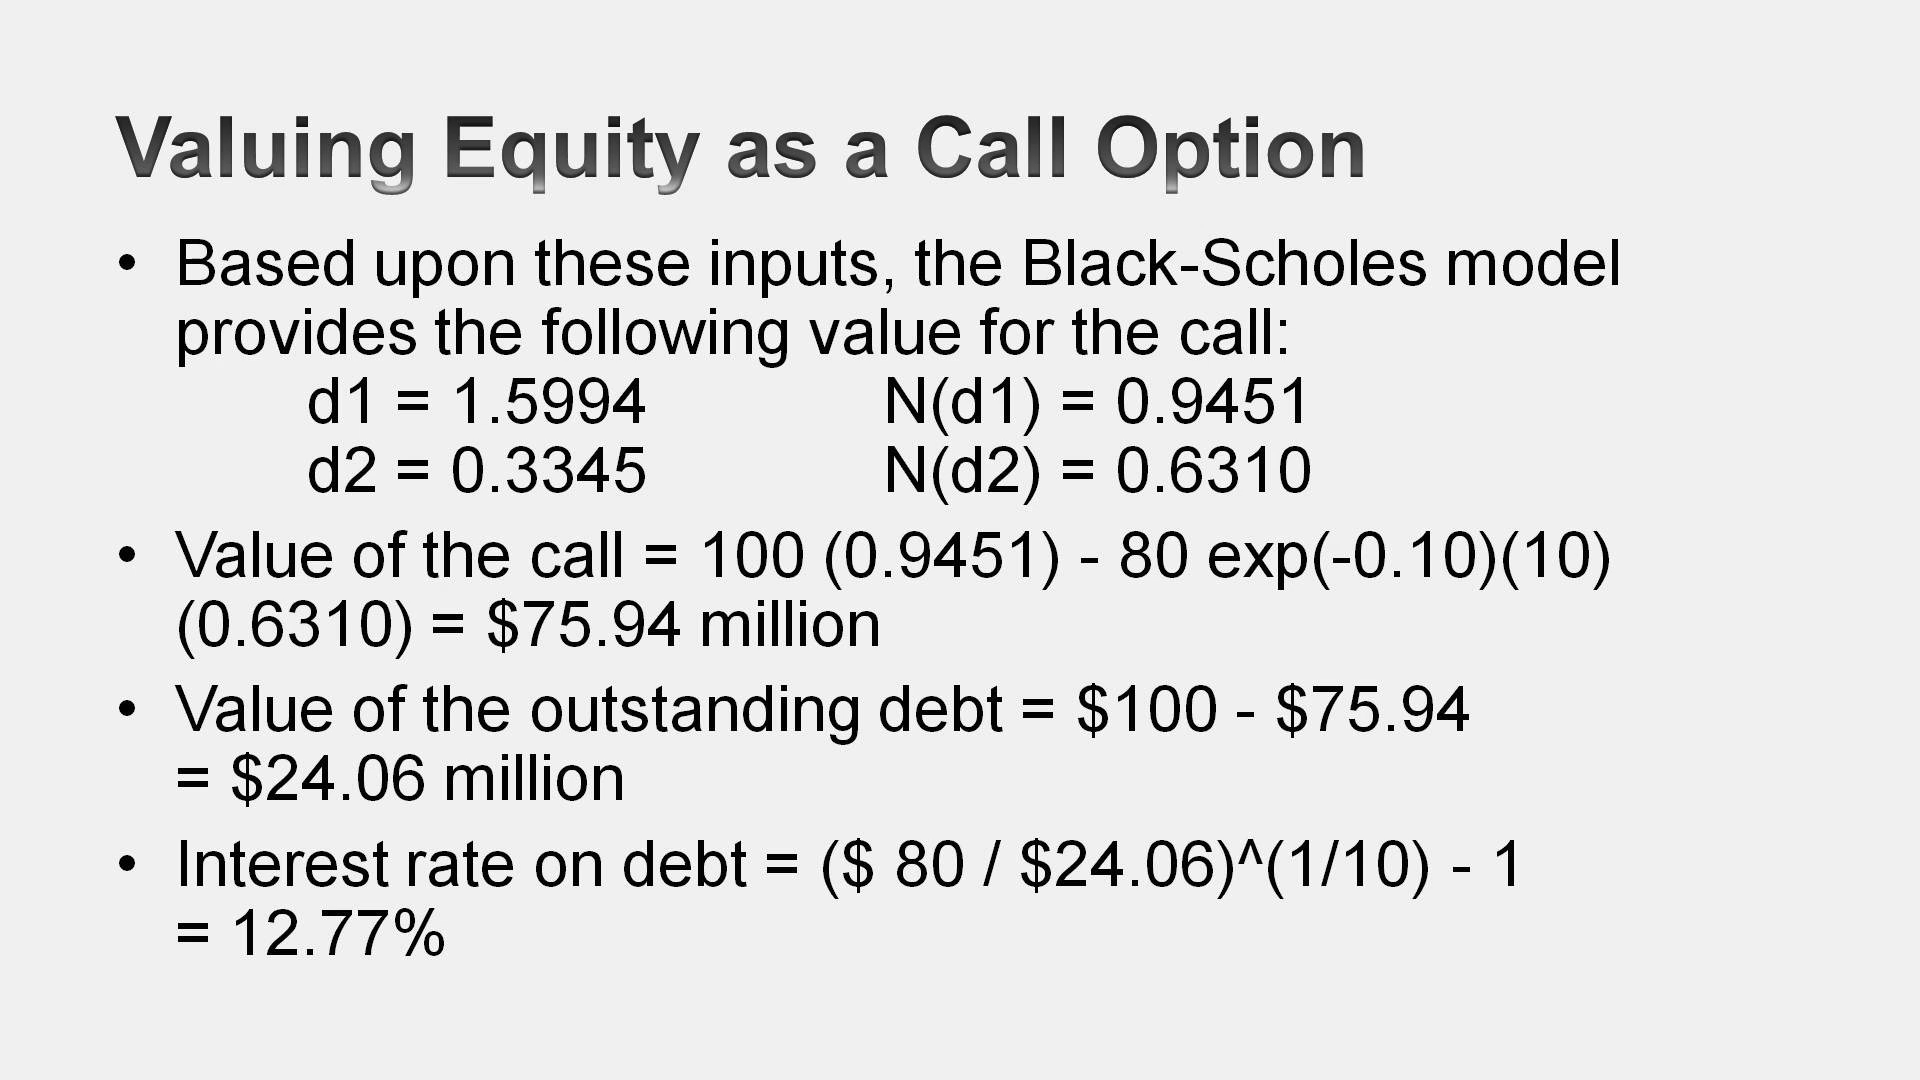 Valuing Equity as a Call Option
• Based upon these inputs, the Black-Scholes model
provides the following value for the call:
d1 = 1.5994 N(d1) = 0.9451
d2 = 0.3345 N(d2) = 0.6310
• Value of the call = 100 (0.9451) - 80 exp(-0.10)(10)
(0.6310) = $75.94 million
• Value of the outstanding debt = $100 - $75.94
= $24.06 million
• Interest rate on debt = ($ 80 / $24.06)^(1/10) - 1
= 12.77%